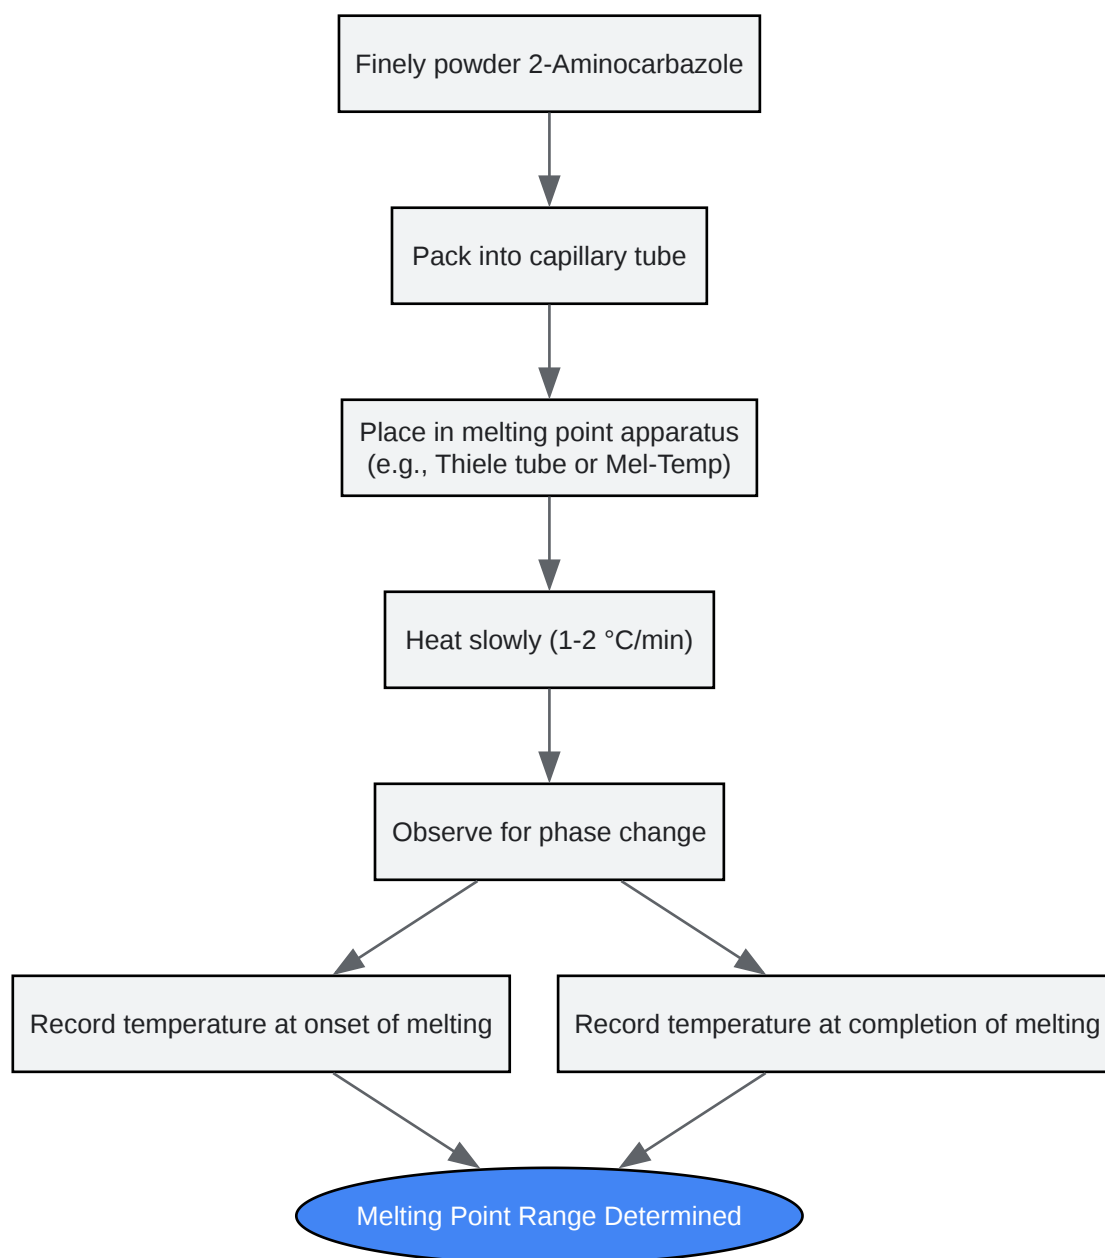 Finely powder 2-Aminocarbazole
Pack into capillary tube
Place in melting point apparatus
(e.g., Thiele tube or Mel-Temp)
Heat slowly (1-2 °C/min)
Observe for phase change
Record temperature at onset of melting
Record temperature at completion of melting
Melting Point Range Determined